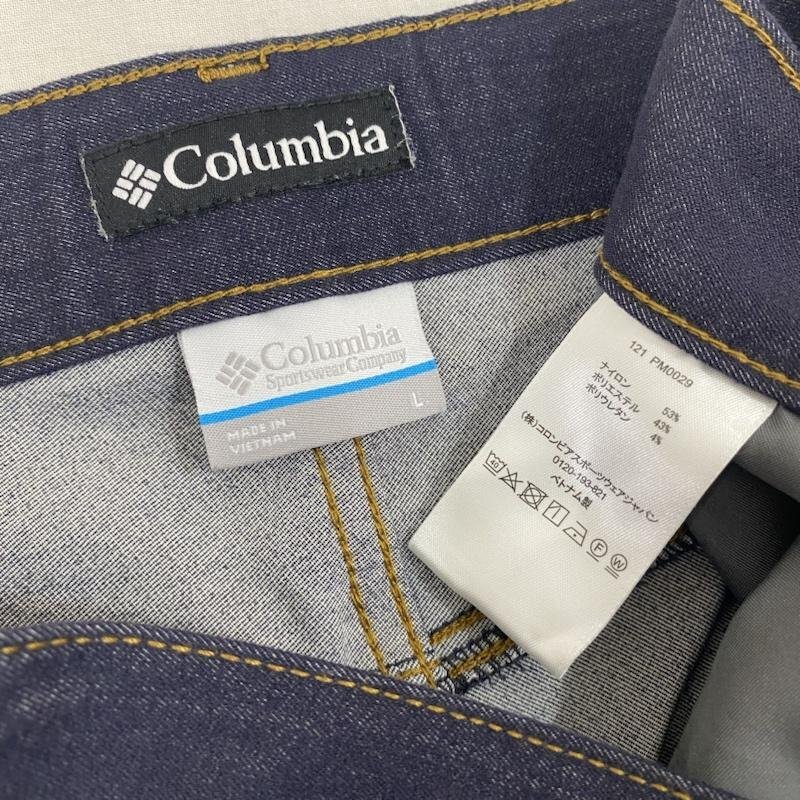 Columbia
Columbia
Sportswear Company
L
MADE IN
VIETNAM
121 PM0029
ナイロン 53%
ポリエステル 43%
ポリウレタン 4%
(株)コロンビアスポーツウェアジャパン
0120-193-821
ベトナム製
40
F
W